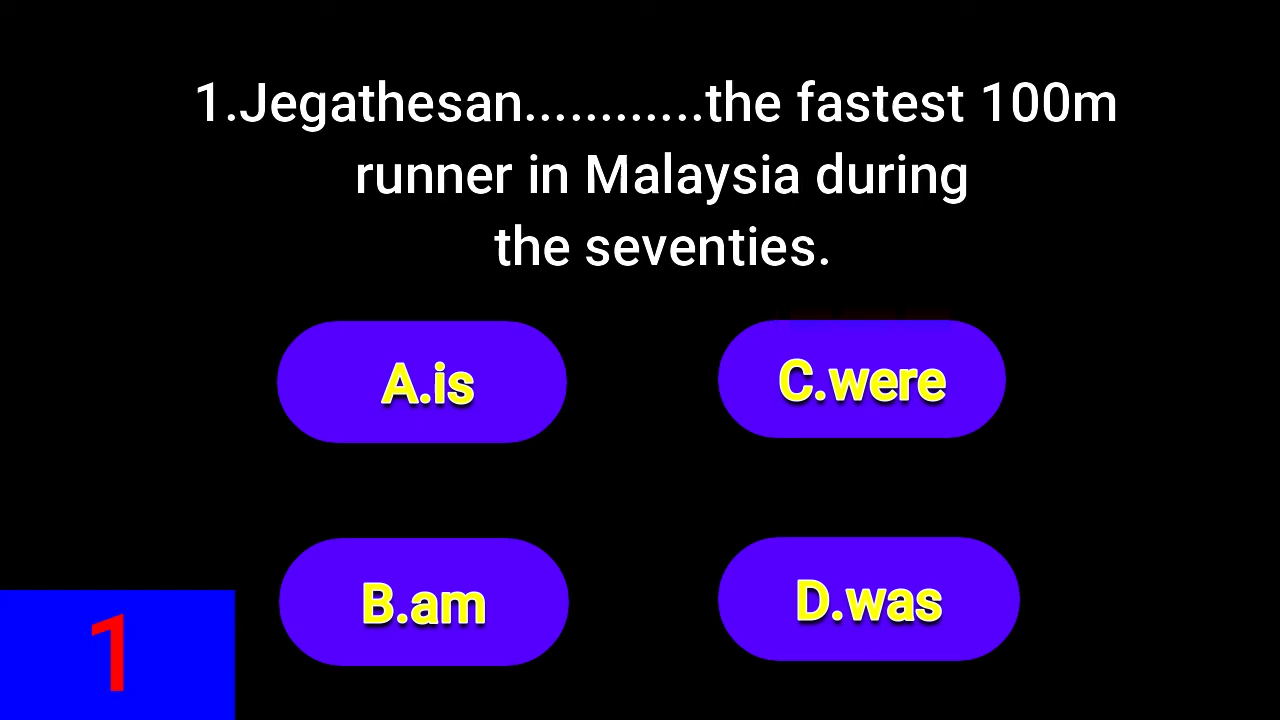 1.Jegathesan............the fastest 100m
runner in Malaysia during
the seventies.
A.is
C.were
B.am
D.was
1